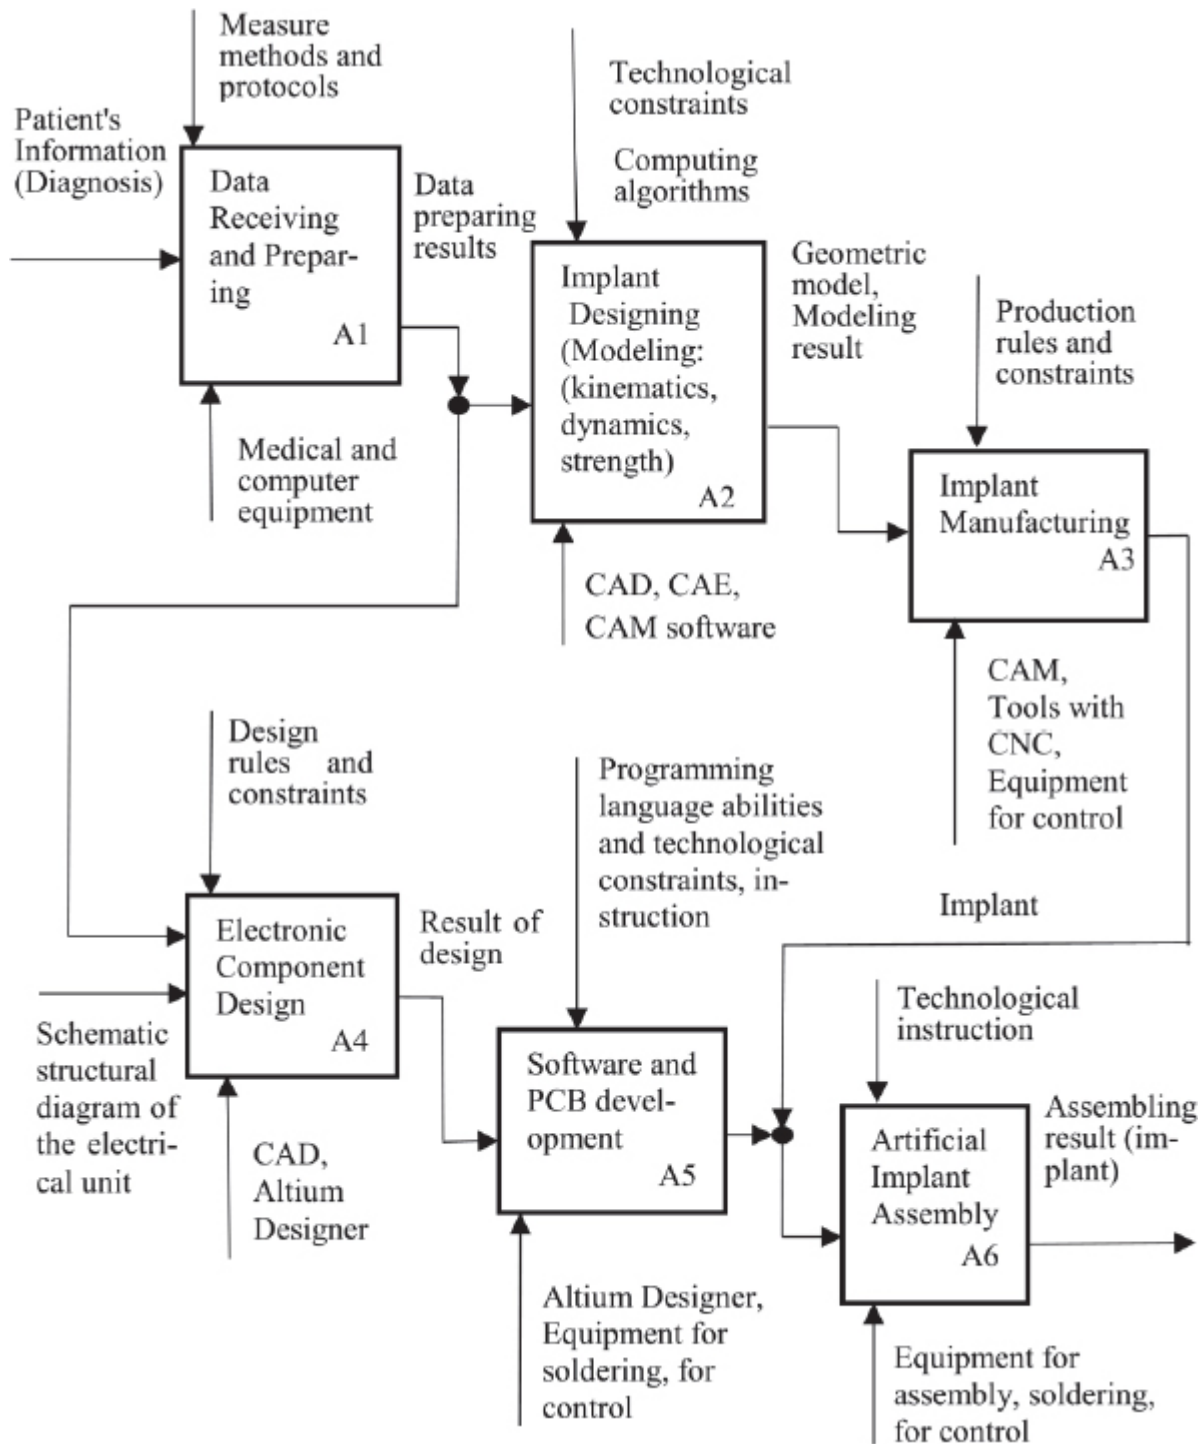 Measure
methods and
protocols
Patient's
Information
(Diagnosis)
Data
Receiving
and Prepar-
ing
A1
Data
preparing
results
Medical and
computer
equipment
Technological
constraints
Computing
algorithms
Implant
Designing
(Modeling:
(kinematics,
dynamics,
strength)
A2
CAD, CAE,
CAM software
Geometric
model,
Modeling
result
Production
rules and
constraints
Implant
Manufacturing
A3
CAM,
Tools with
CNC,
Equipment
for control
Implant
Design
rules and
constraints
Electronic
Component
Design
A4
Schematic
structural
diagram of
the electri-
cal unit
CAD,
Altium
Designer
Result of
design
Programming
language abilities
and technological
constraints, in-
struction
Software and
PCB devel-
opment
A5
Altium Designer,
Equipment for
soldering, for
control
Technological
instruction
Artificial
Implant
Assembly
A6
Assembling
result (im-
plant)
Equipment for
assembly, soldering,
for control